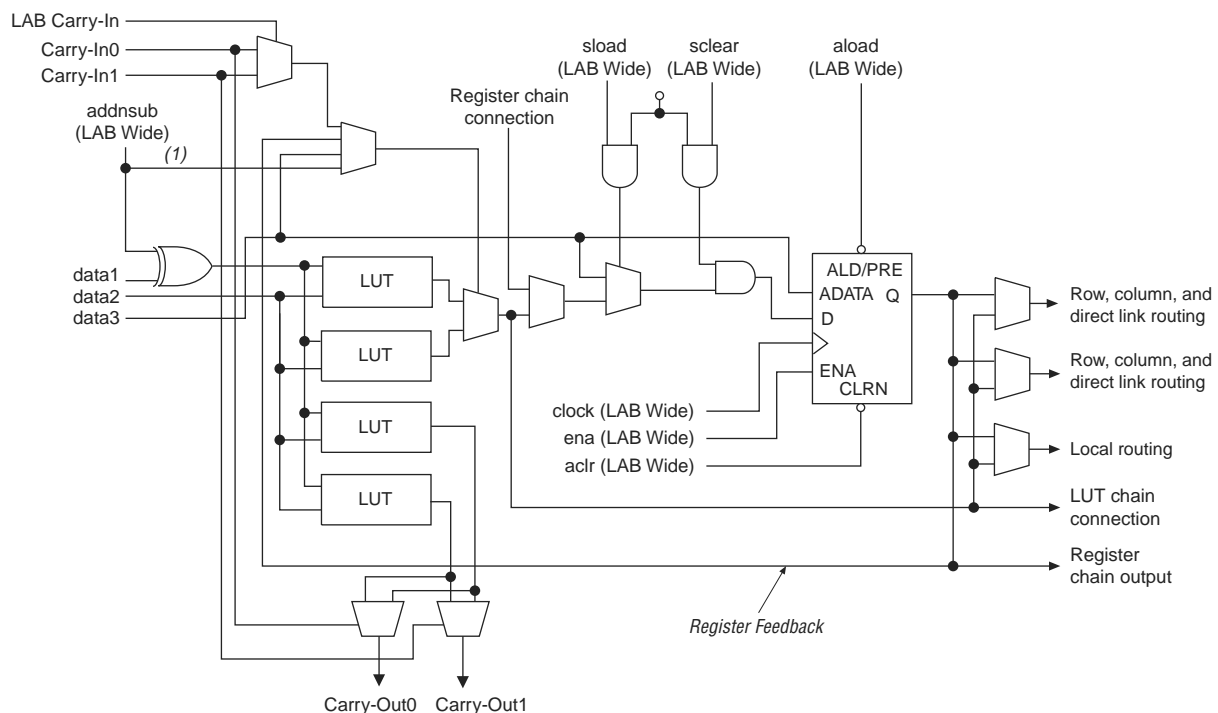 LAB Carry-In
Carry-In0
Carry-In1
addnsub
(LAB Wide)
(1)
Register chain
connection
sload
(LAB Wide)
sclear
(LAB Wide)
aload
(LAB Wide)
data1
data2
data3
LUT
LUT
LUT
LUT
ALD/PRE
ADATA
Q
D
ENA
CLRN
clock (LAB Wide)
ena (LAB Wide)
aclr (LAB Wide)
Row, column, and
direct link routing
Row, column, and
direct link routing
Local routing
LUT chain
connection
Register
chain output
Register Feedback
Carry-Out0
Carry-Out1